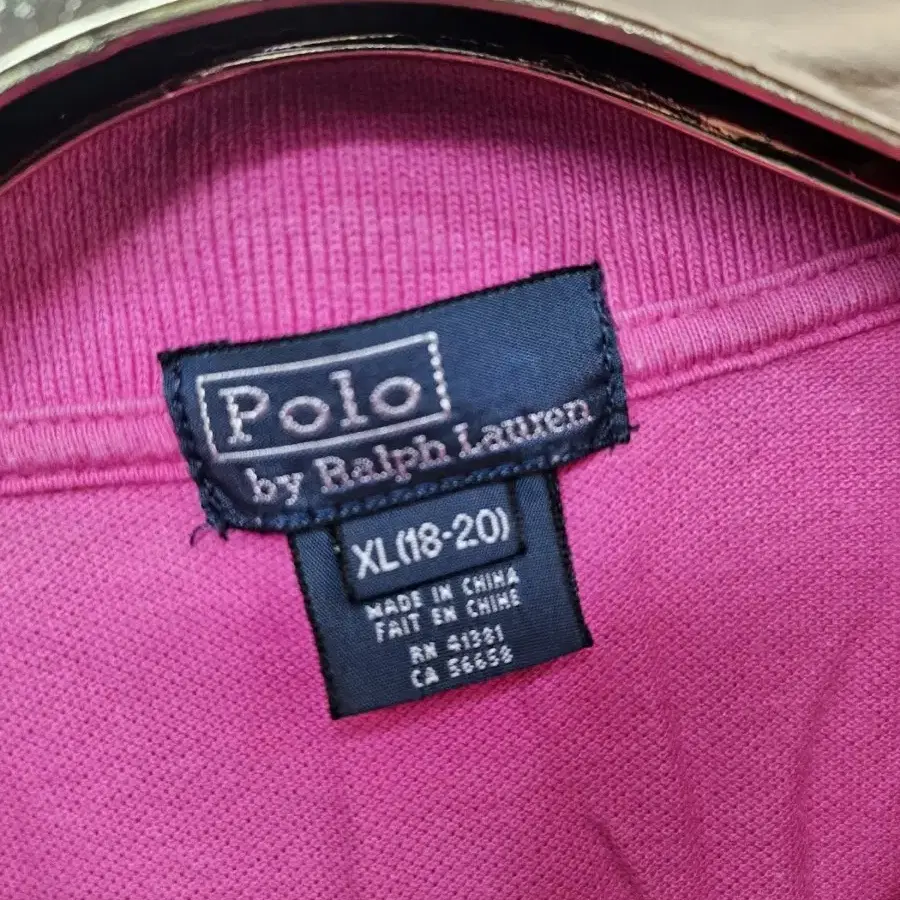 Polo
by Ralph Lauren
XL(18-20)
MADE IN CHINA
FAIT EN CHINE
RN 41381
CA 56658